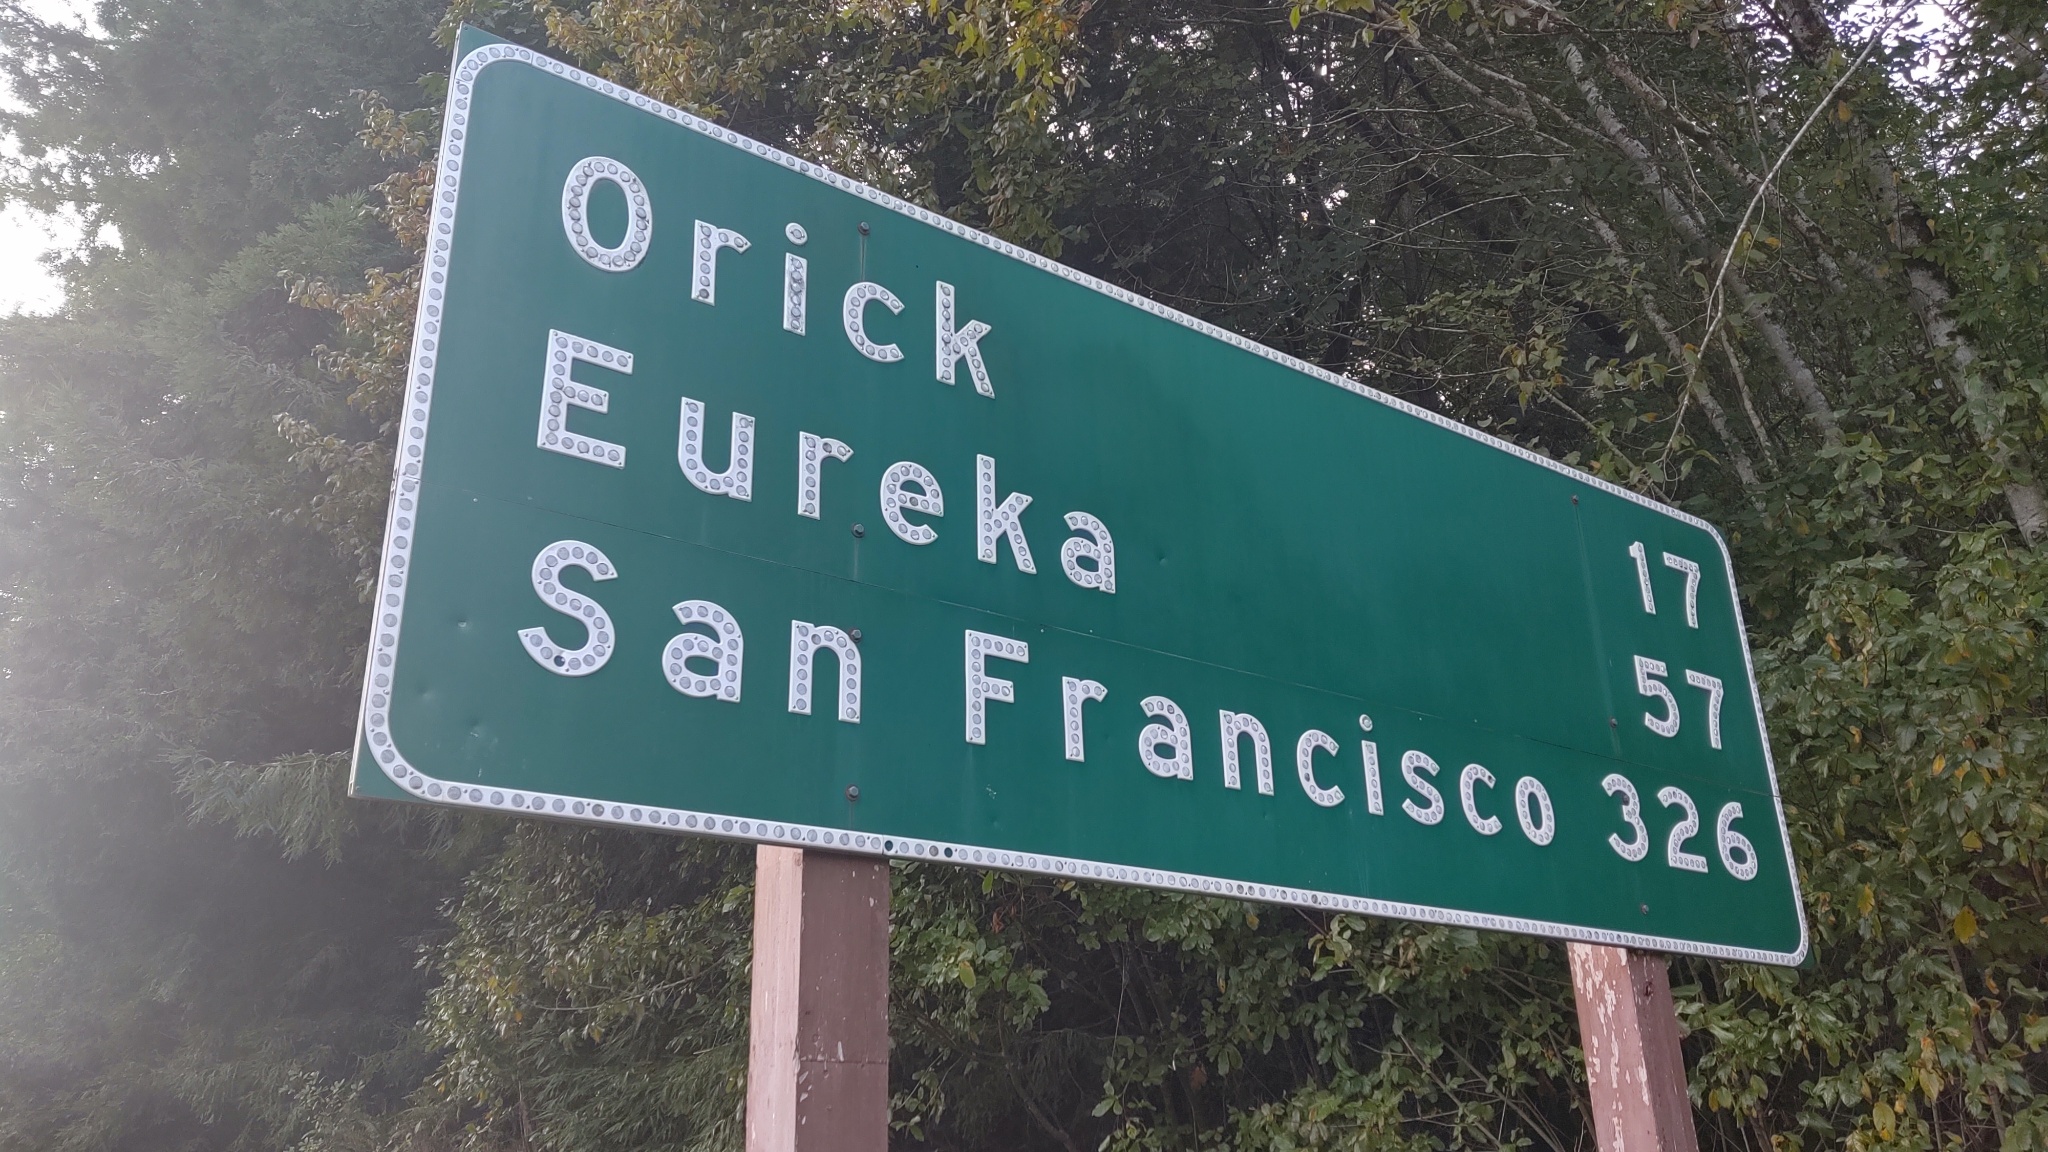 Orick 17
Eureka 57
San Francisco 326